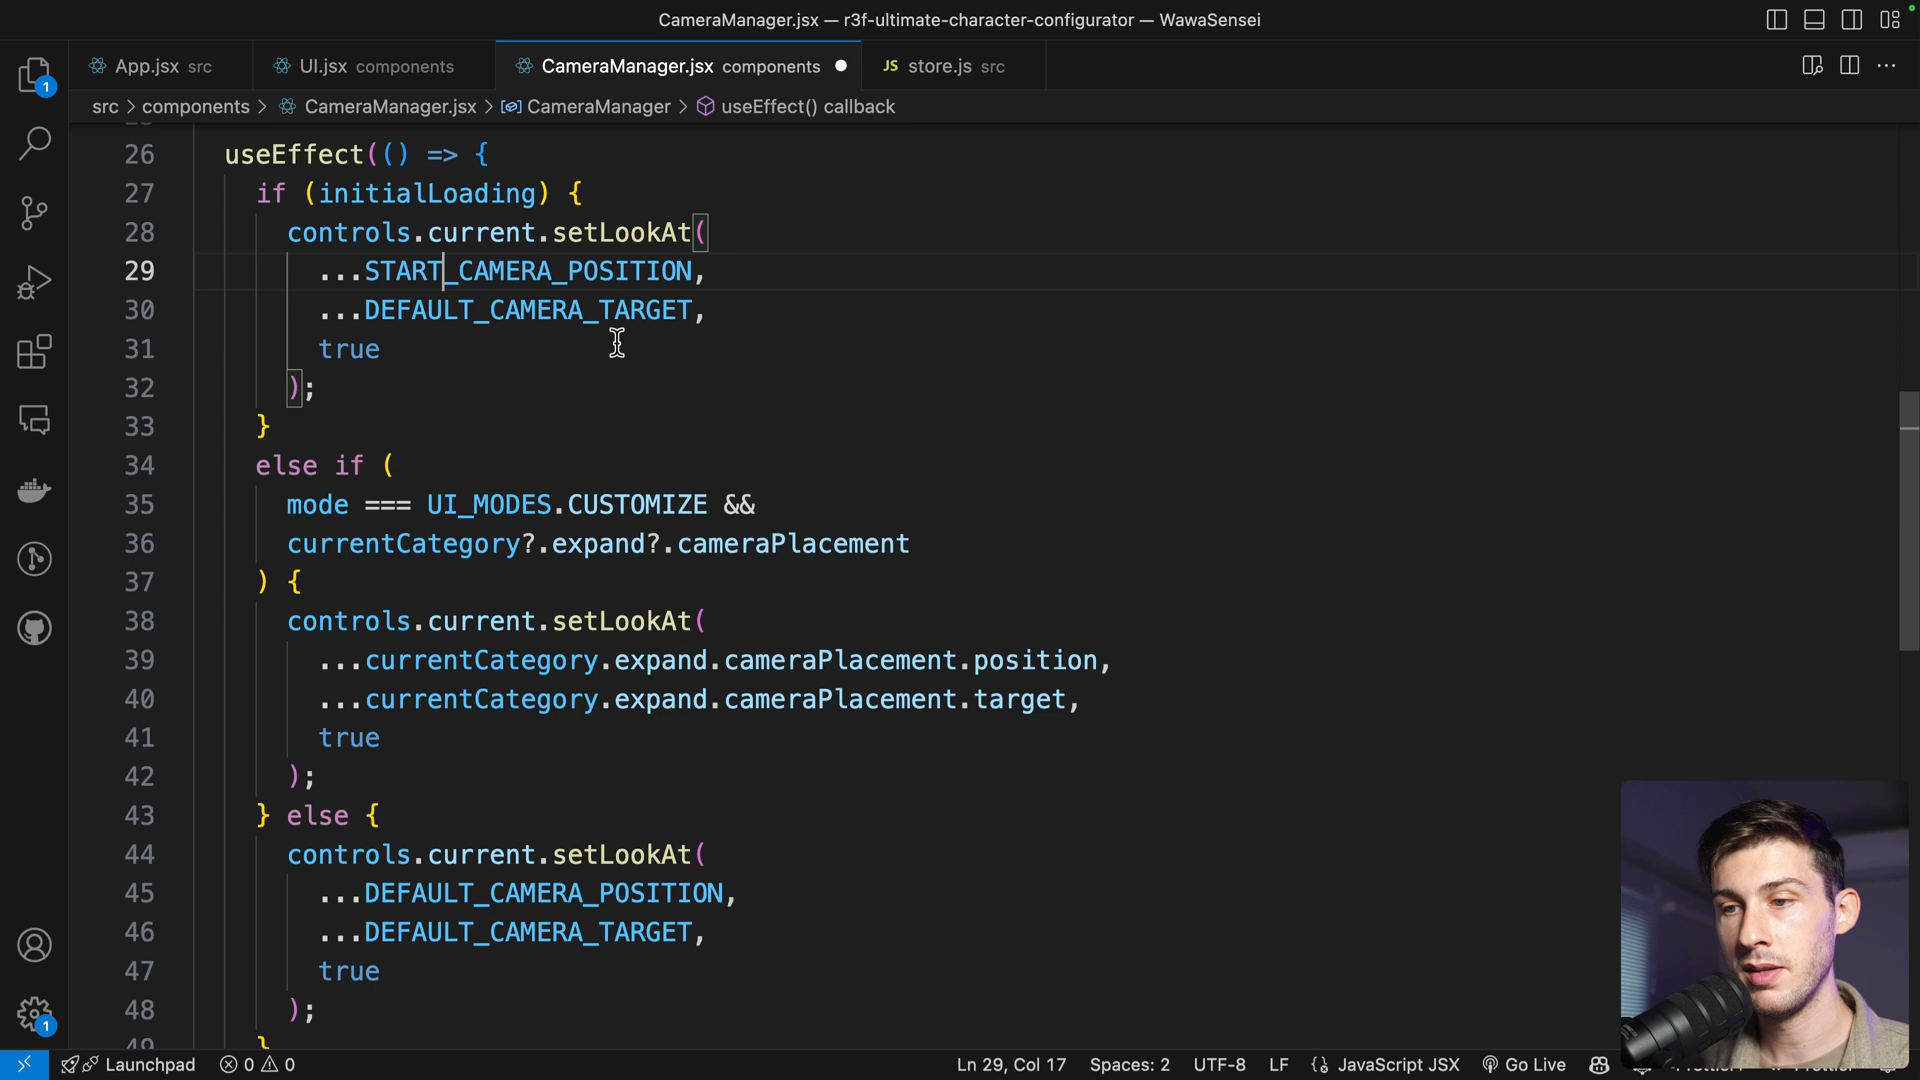 CameraManager.jsx — r3f-ultimate-character-configurator — WawaSensei
App.jsx src
UI.jsx components
CameraManager.jsx components
JS store.js src
src > components > CameraManager.jsx > CameraManager > useEffect() callback
26 useEffect(() => {
27 if (initialLoading) {
28 controls.current.setLookAt(
29 ...START_CAMERA_POSITION,
30 ...DEFAULT_CAMERA_TARGET,
31 true
32 );
33 }
34 else if (
35 mode === UI_MODES.CUSTOMIZE &&
36 currentCategory?.expand?.cameraPlacement
37 ) {
38 controls.current.setLookAt(
39 ...currentCategory.expand.cameraPlacement.position,
40 ...currentCategory.expand.cameraPlacement.target,
41 true
42 );
43 } else {
44 controls.current.setLookAt(
45 ...DEFAULT_CAMERA_POSITION,
46 ...DEFAULT_CAMERA_TARGET,
47 true
48 );
49 }
1
1
Launchpad 0 0 Ln 29, Col 17 Spaces: 2 UTF-8 LF {} JavaScript JSX Go Live